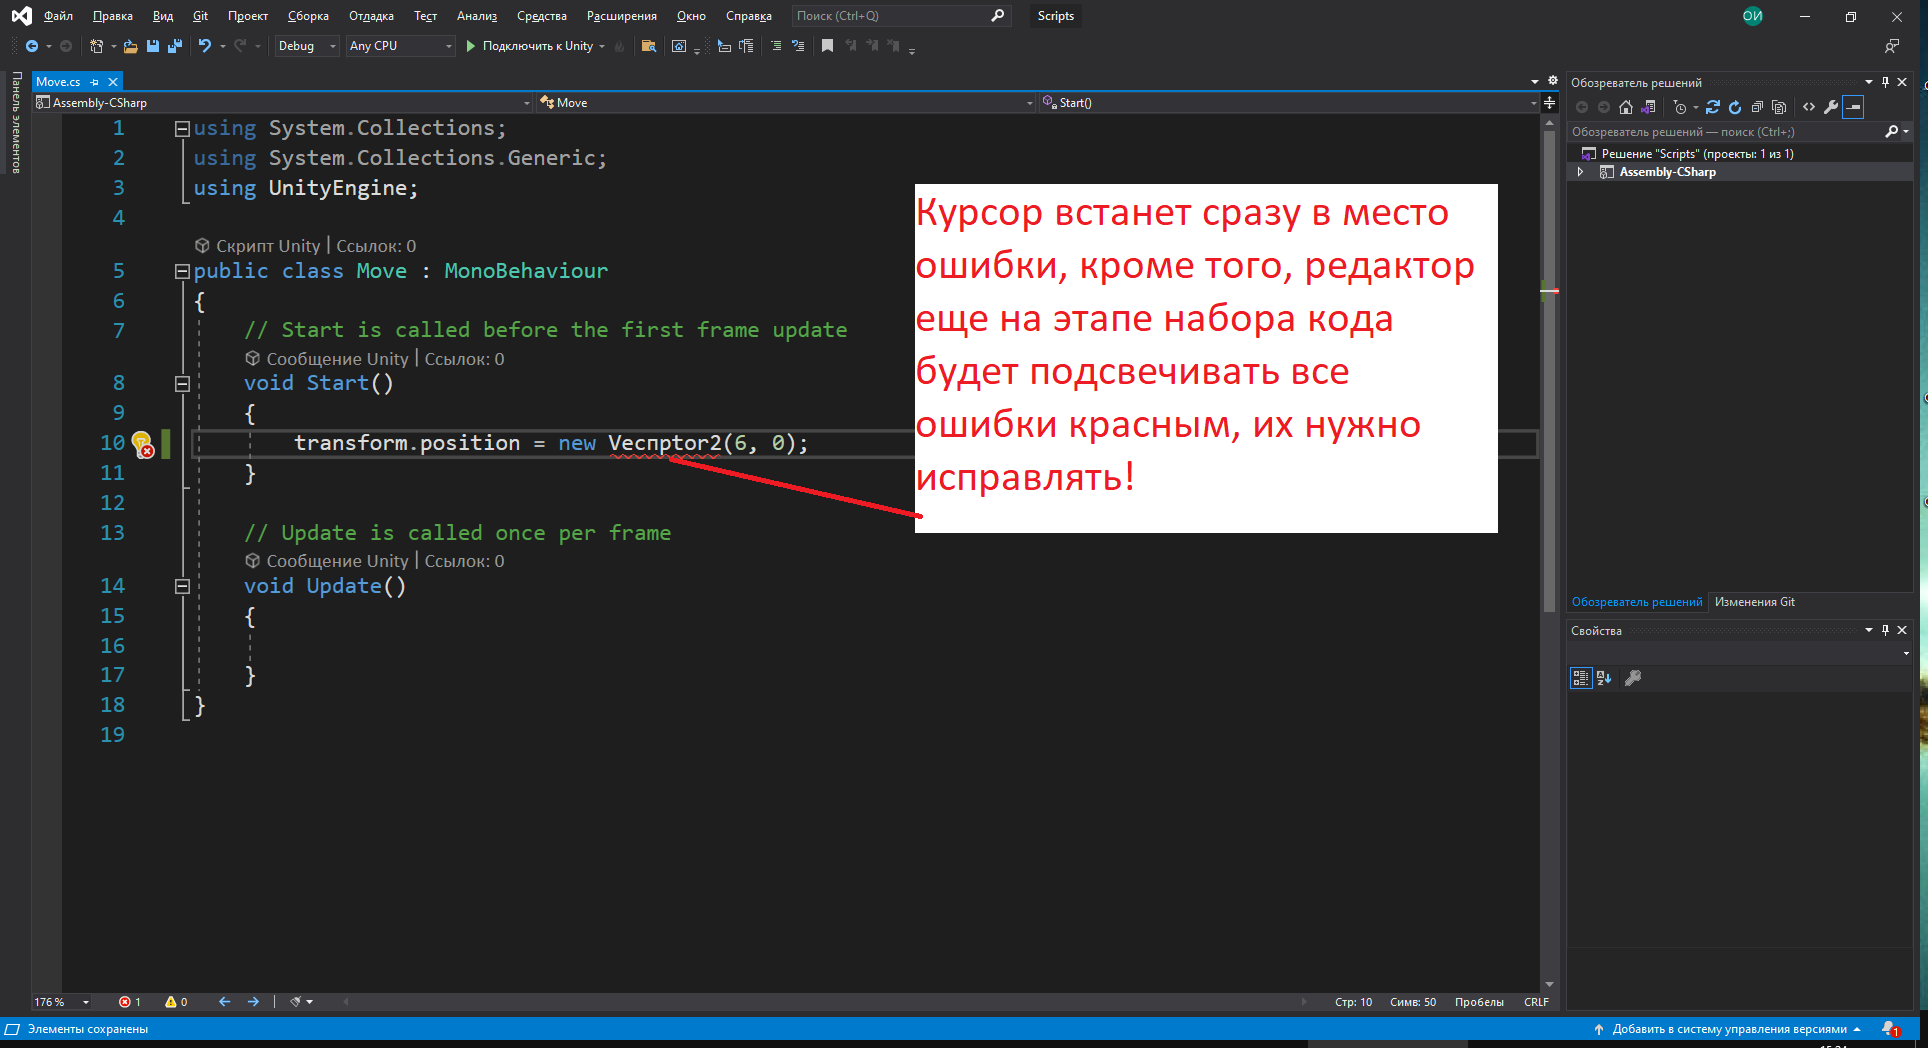 Файл Правка Вид Git Проект Сборка Отладка Тест Анализ Средства Расширения Окно Справка Поиск (Ctrl+Q) Scripts ОИ
Debug Any CPU Подключить к Unity
Панель элементов
Move.cs
Assembly-CSharp Move Start()
1 using System.Collections;
2 using System.Collections.Generic;
3 using UnityEngine;
4
Скрипт Unity | Ссылок: 0
5 public class Move : MonoBehaviour
6 {
7 // Start is called before the first frame update
Сообщение Unity | Ссылок: 0
8 void Start()
9 {
10 transform.position = new Vecпрtor2(6, 0);
11 }
12
13 // Update is called once per frame
Сообщение Unity | Ссылок: 0
14 void Update()
15 {
16
17 }
18 }
19
Курсор встанет сразу в место
ошибки, кроме того, редактор
еще на этапе набора кода
будет подсвечивать все
ошибки красным, их нужно
исправлять!
Обозреватель решений
Обозреватель решений — поиск (Ctrl+;)
Решение "Scripts" (проекты: 1 из 1)
Assembly-CSharp
Обозреватель решений Изменения Git
Свойства
176 % 1 0 Стр: 10 Симв: 50 Пробелы CRLF
Элементы сохранены Добавить в систему управления версиями 1